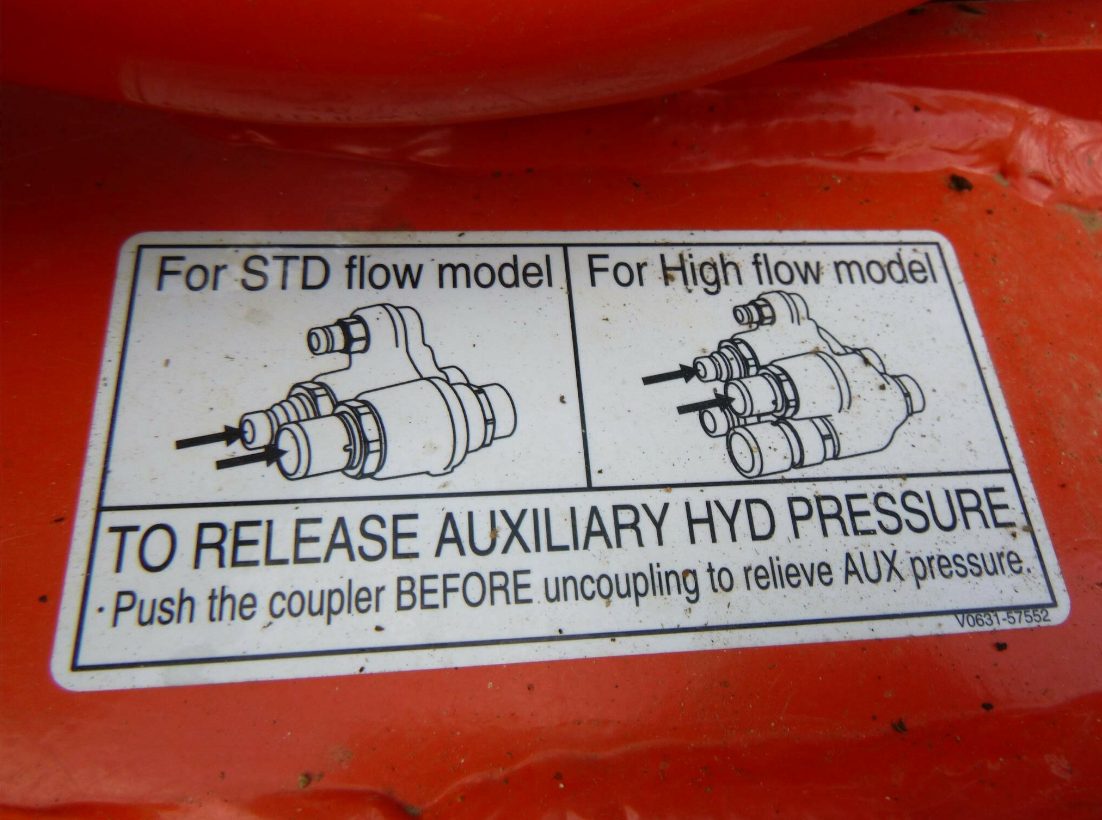 For STD flow model
For High flow model
TO RELEASE AUXILIARY HYD PRESSURE
· Push the coupler BEFORE uncoupling to relieve AUX pressure.
V0631-57552